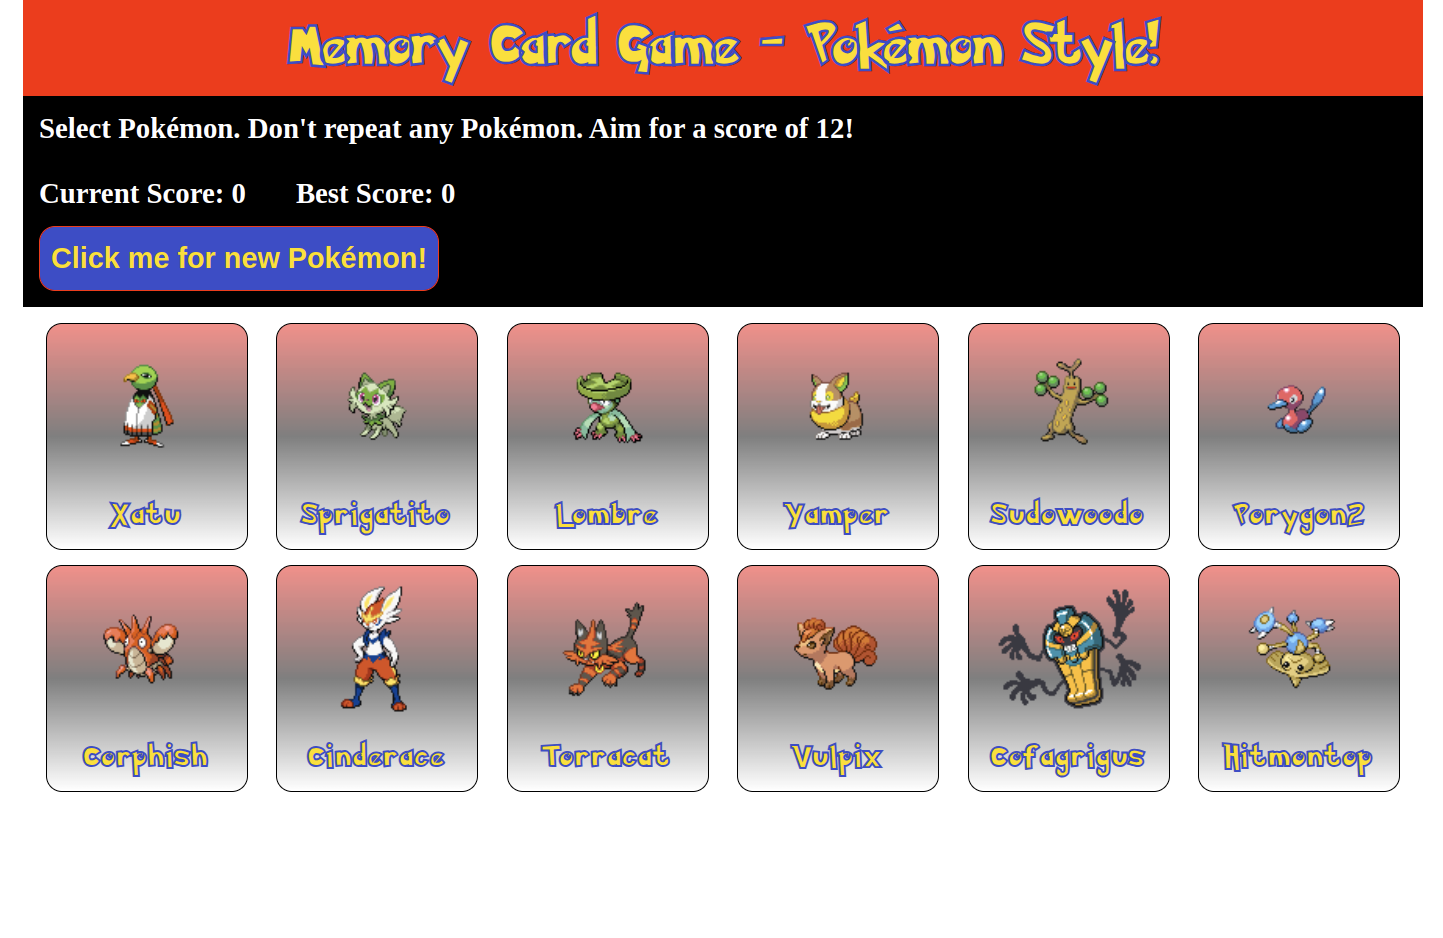 Memory Card Game - Pokémon Style!
Select Pokémon. Don't repeat any Pokémon. Aim for a score of 12!
Current Score: 0 Best Score: 0
Click me for new Pokémon!
Xatu Sprigatito Lombre Yamper Sudowoodo Porygon2
Corphish Cinderace Torracat Vulpix Cofagrigus Hitmontop